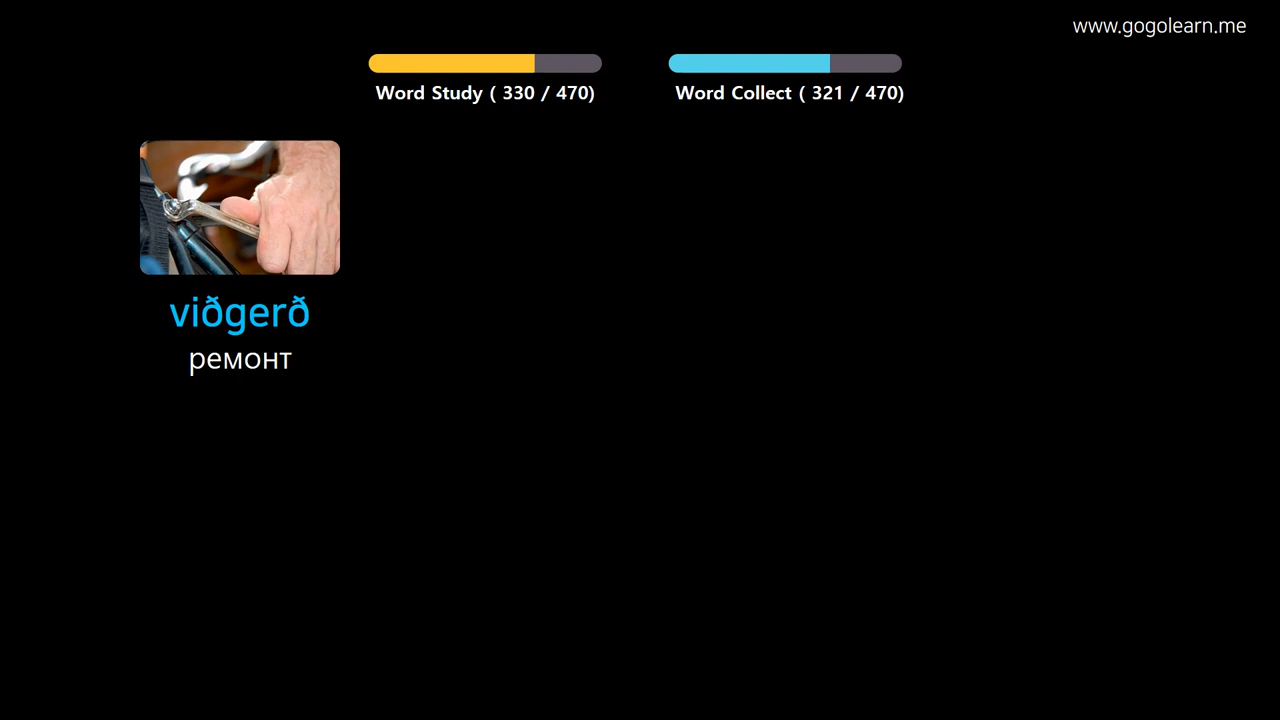 www.gogolearn.me
Word Study ( 330 / 470)
Word Collect ( 321 / 470)
viðgerð
ремонт